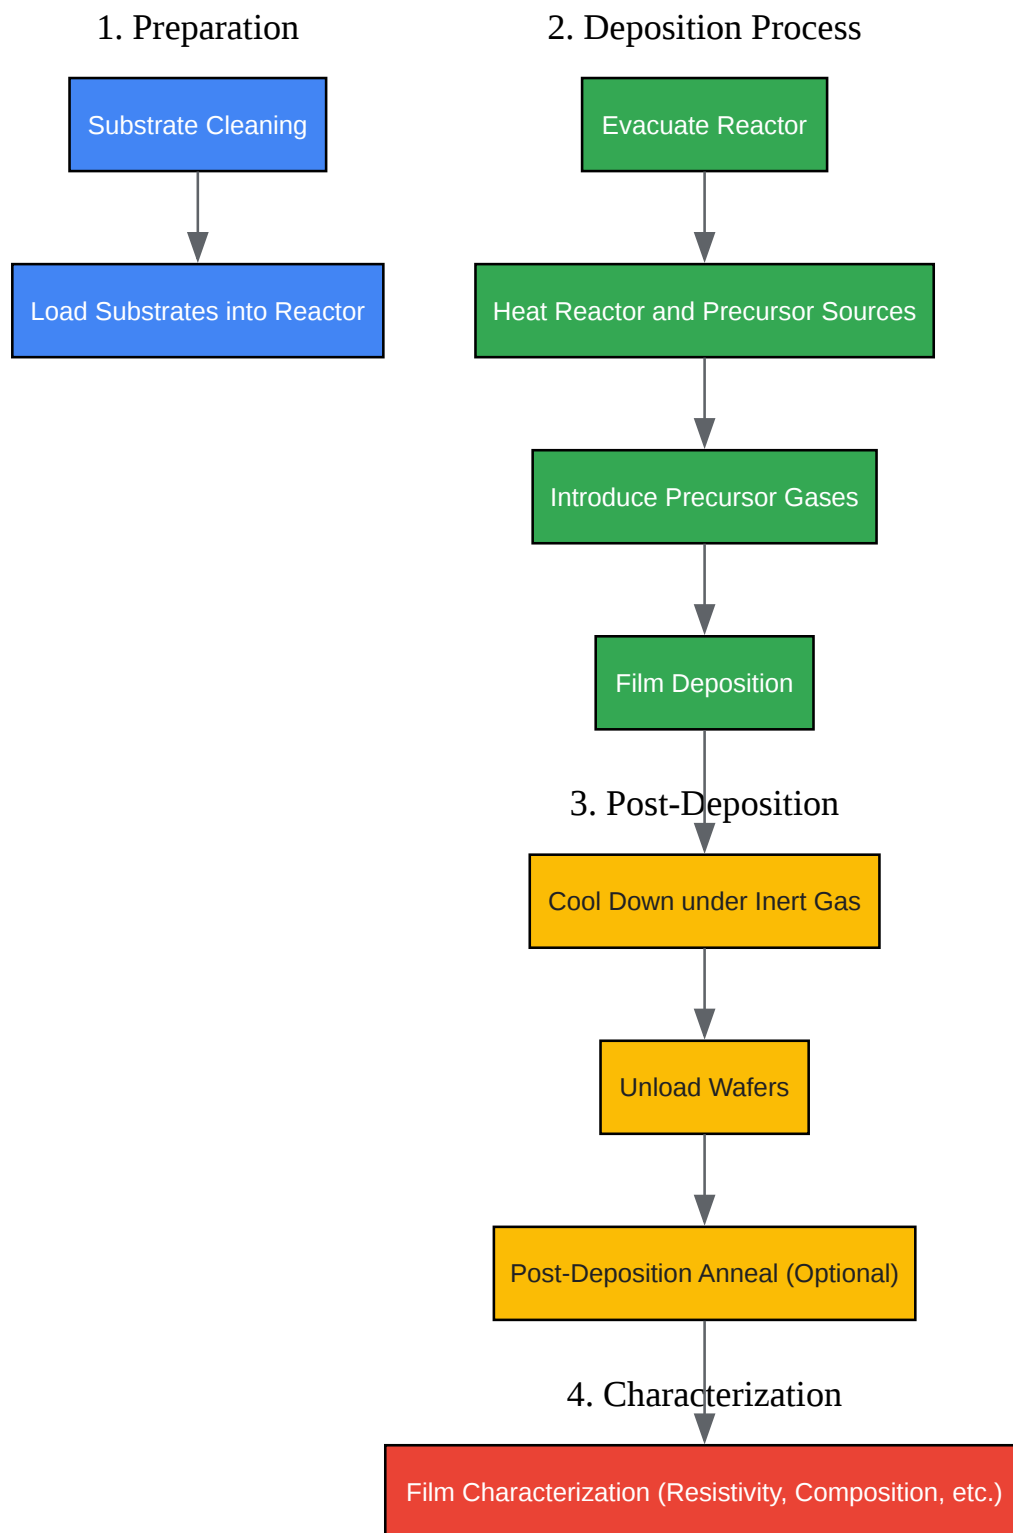 1. Preparation
Substrate Cleaning
Load Substrates into Reactor
2. Deposition Process
Evacuate Reactor
Heat Reactor and Precursor Sources
Introduce Precursor Gases
Film Deposition
3. Post-Deposition
Cool Down under Inert Gas
Unload Wafers
Post-Deposition Anneal (Optional)
4. Characterization
Film Characterization (Resistivity, Composition, etc.)